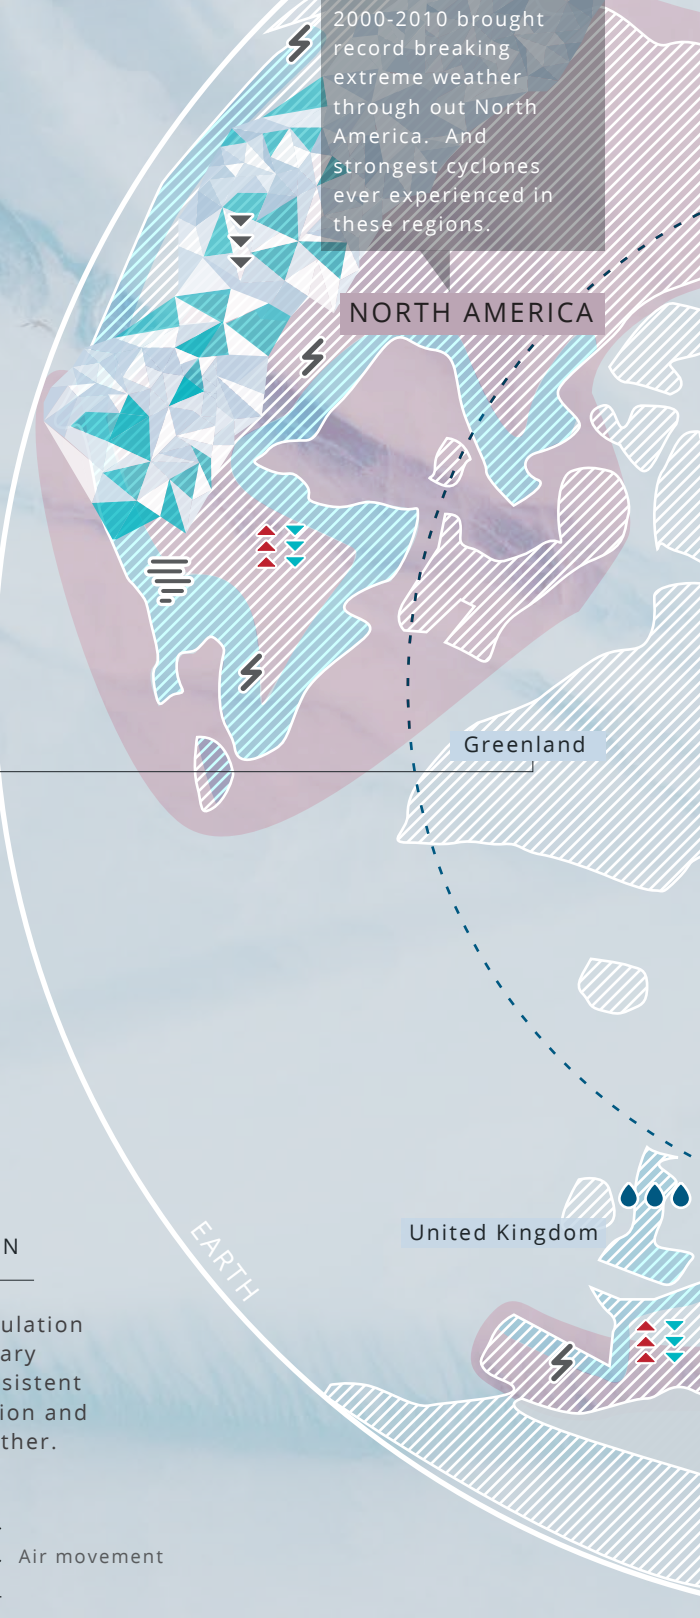 2000-2010 brought
record breaking
extreme weather
through out North
America. And
strongest cyclones
ever experienced in
these regions.
NORTH AMERICA
Greenland
United Kingdom
EARTH
N
ulation
ary
sistent
ion and
ther.
Air movement